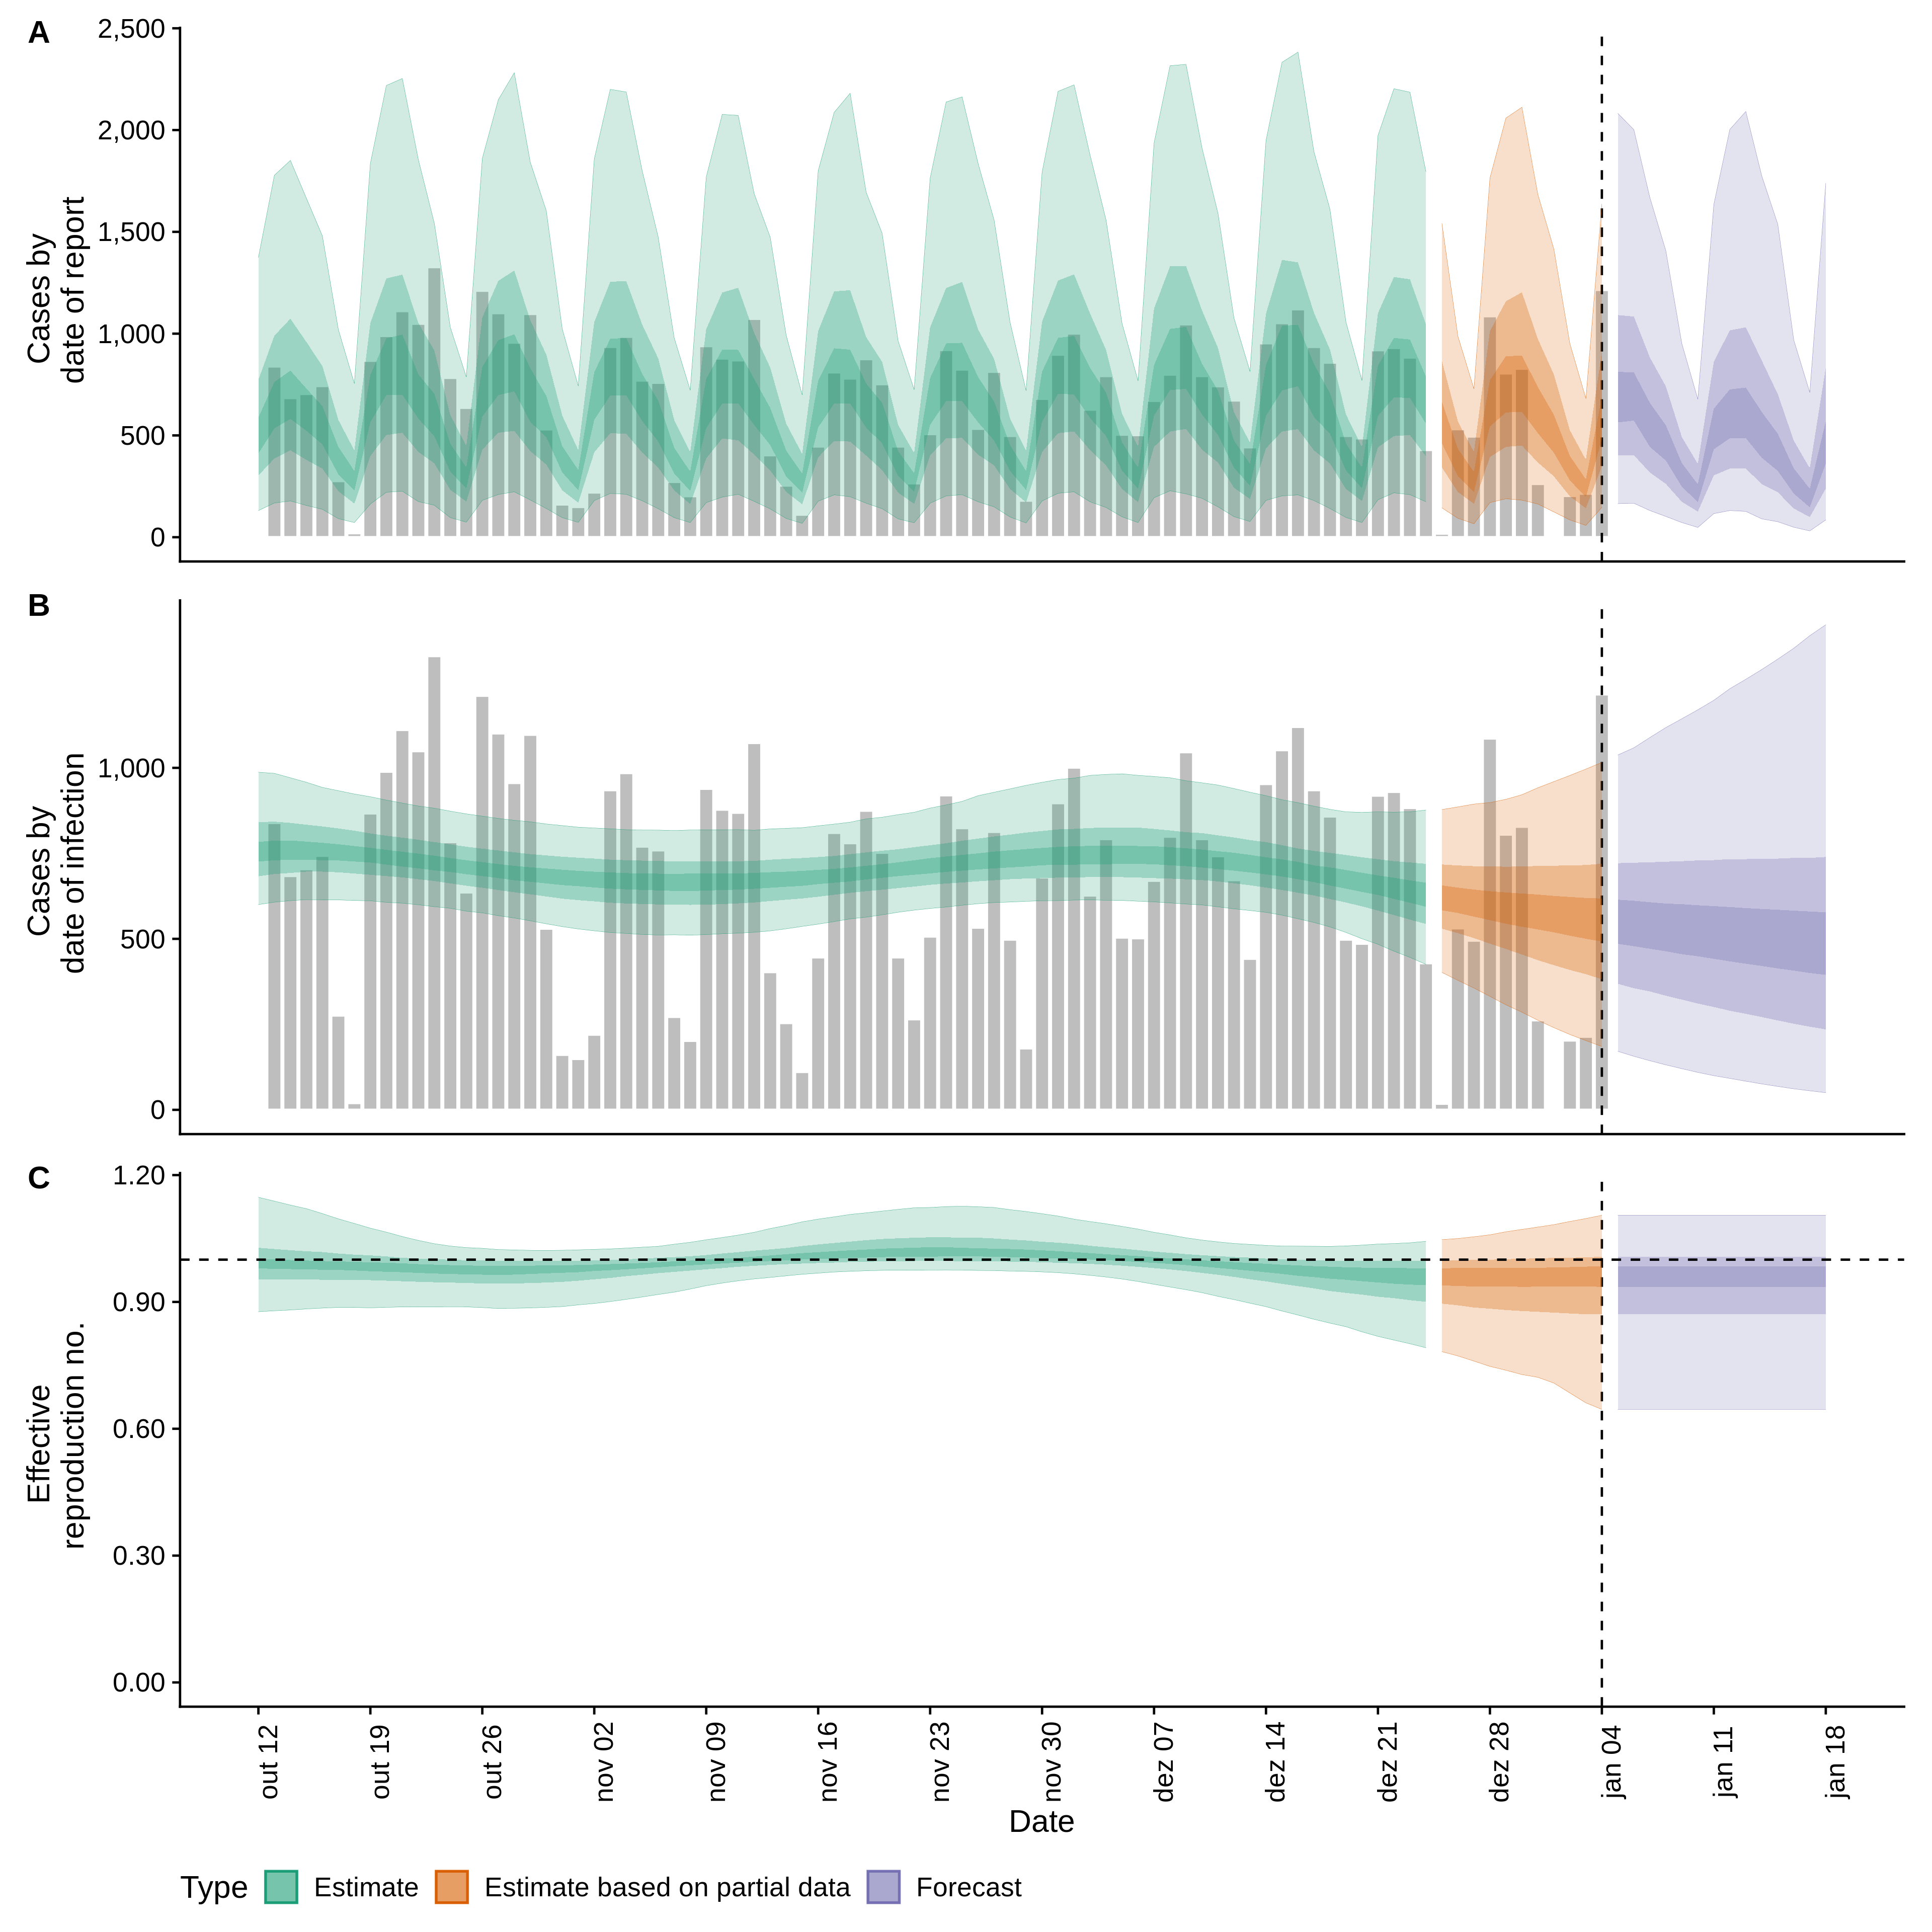 A
2,500
2,000
1,500
1,000
500
0
Cases by
date of report
B
1,000
500
0
Cases by
date of infection
C
1.20
0.90
0.60
0.30
0.00
Effective
reproduction no.
out 12
out 19
out 26
nov 02
nov 09
nov 16
nov 23
nov 30
dez 07
dez 14
dez 21
dez 28
jan 04
jan 11
jan 18
Date
Type Estimate Estimate based on partial data Forecast